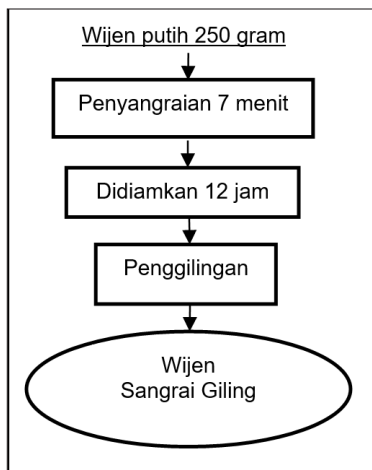 Wijen putih 250 gram
Penyangraian 7 menit
Didiamkan 12 jam
Penggilingan
Wijen
Sangrai Giling